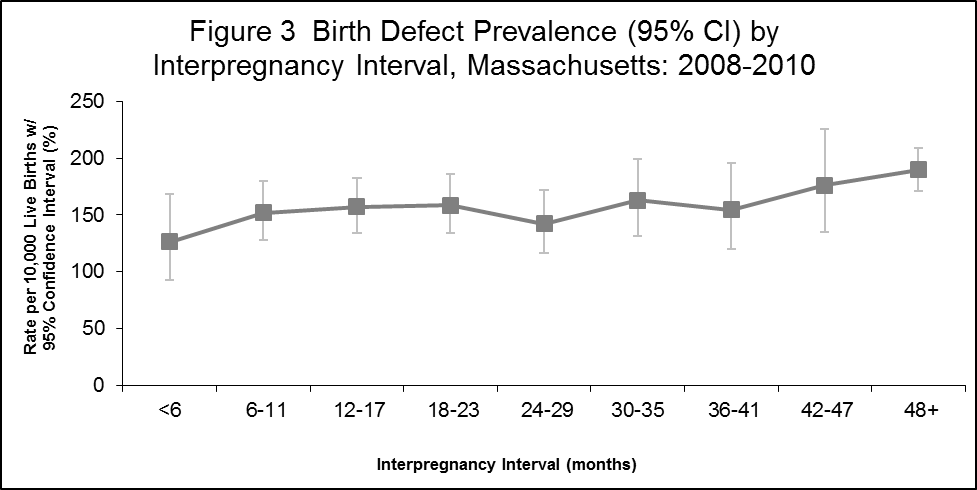 Figure 3  Birth Defect Prevalence (95% CI) by
Interpregnancy Interval, Massachusetts: 2008-2010
Rate per 10,000 Live Births w/
95% Confidence Interval (%)
250
200
150
100
50
0
<6 6-11 12-17 18-23 24-29 30-35 36-41 42-47 48+
Interpregnancy Interval (months)